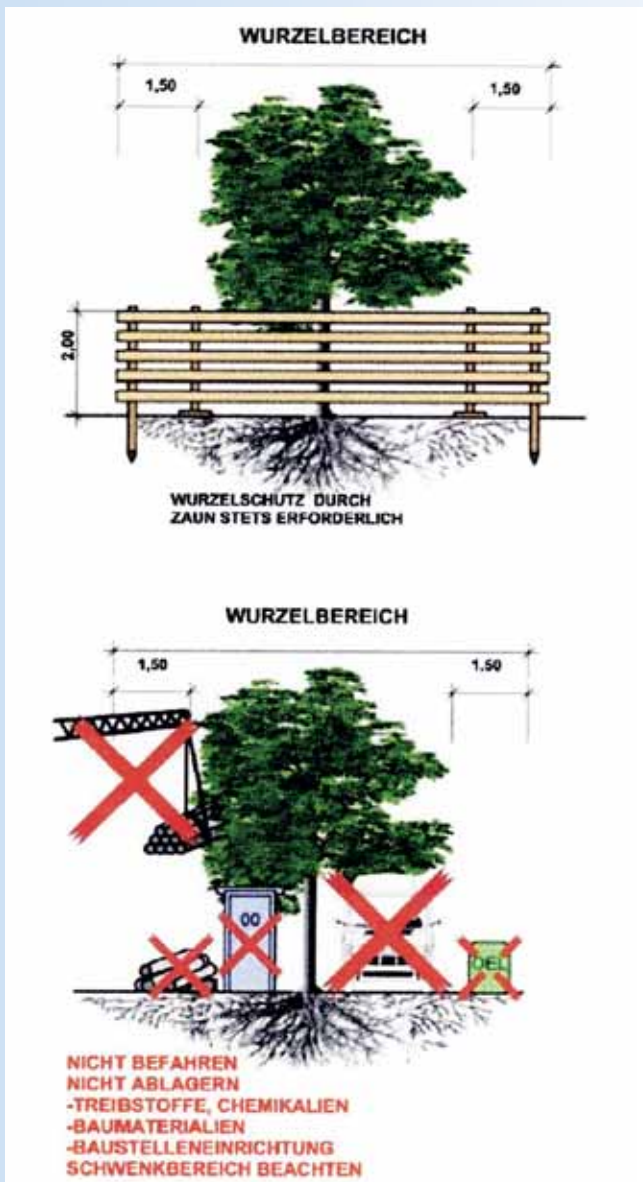 WURZELBEREICH
1,50
1,50
2,00
WURZELSCHUTZ DURCH
ZAUN STETS ERFORDERLICH
WURZELBEREICH
1,50
1.50
00
OEL
NICHT BEFAHREN
NICHT ABLAGERN
-TREIBSTOFFE, CHEMIKALIEN
-BAUMATERIALIEN
-BAUSTELLENEINRICHTUNG
SCHWENKBEREICH BEACHTEN